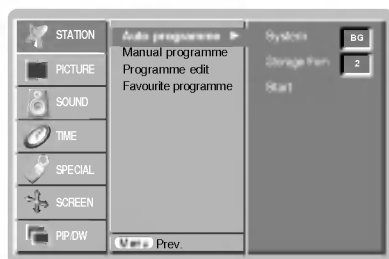 STATION
PICTURE
SOUND
TIME
SPECIAL
SCREEN
PIP/DW
Auto programme
Manual programme
Programme edit
Favourite programme
Menu Prev.
System BG
Storage from 2
Start